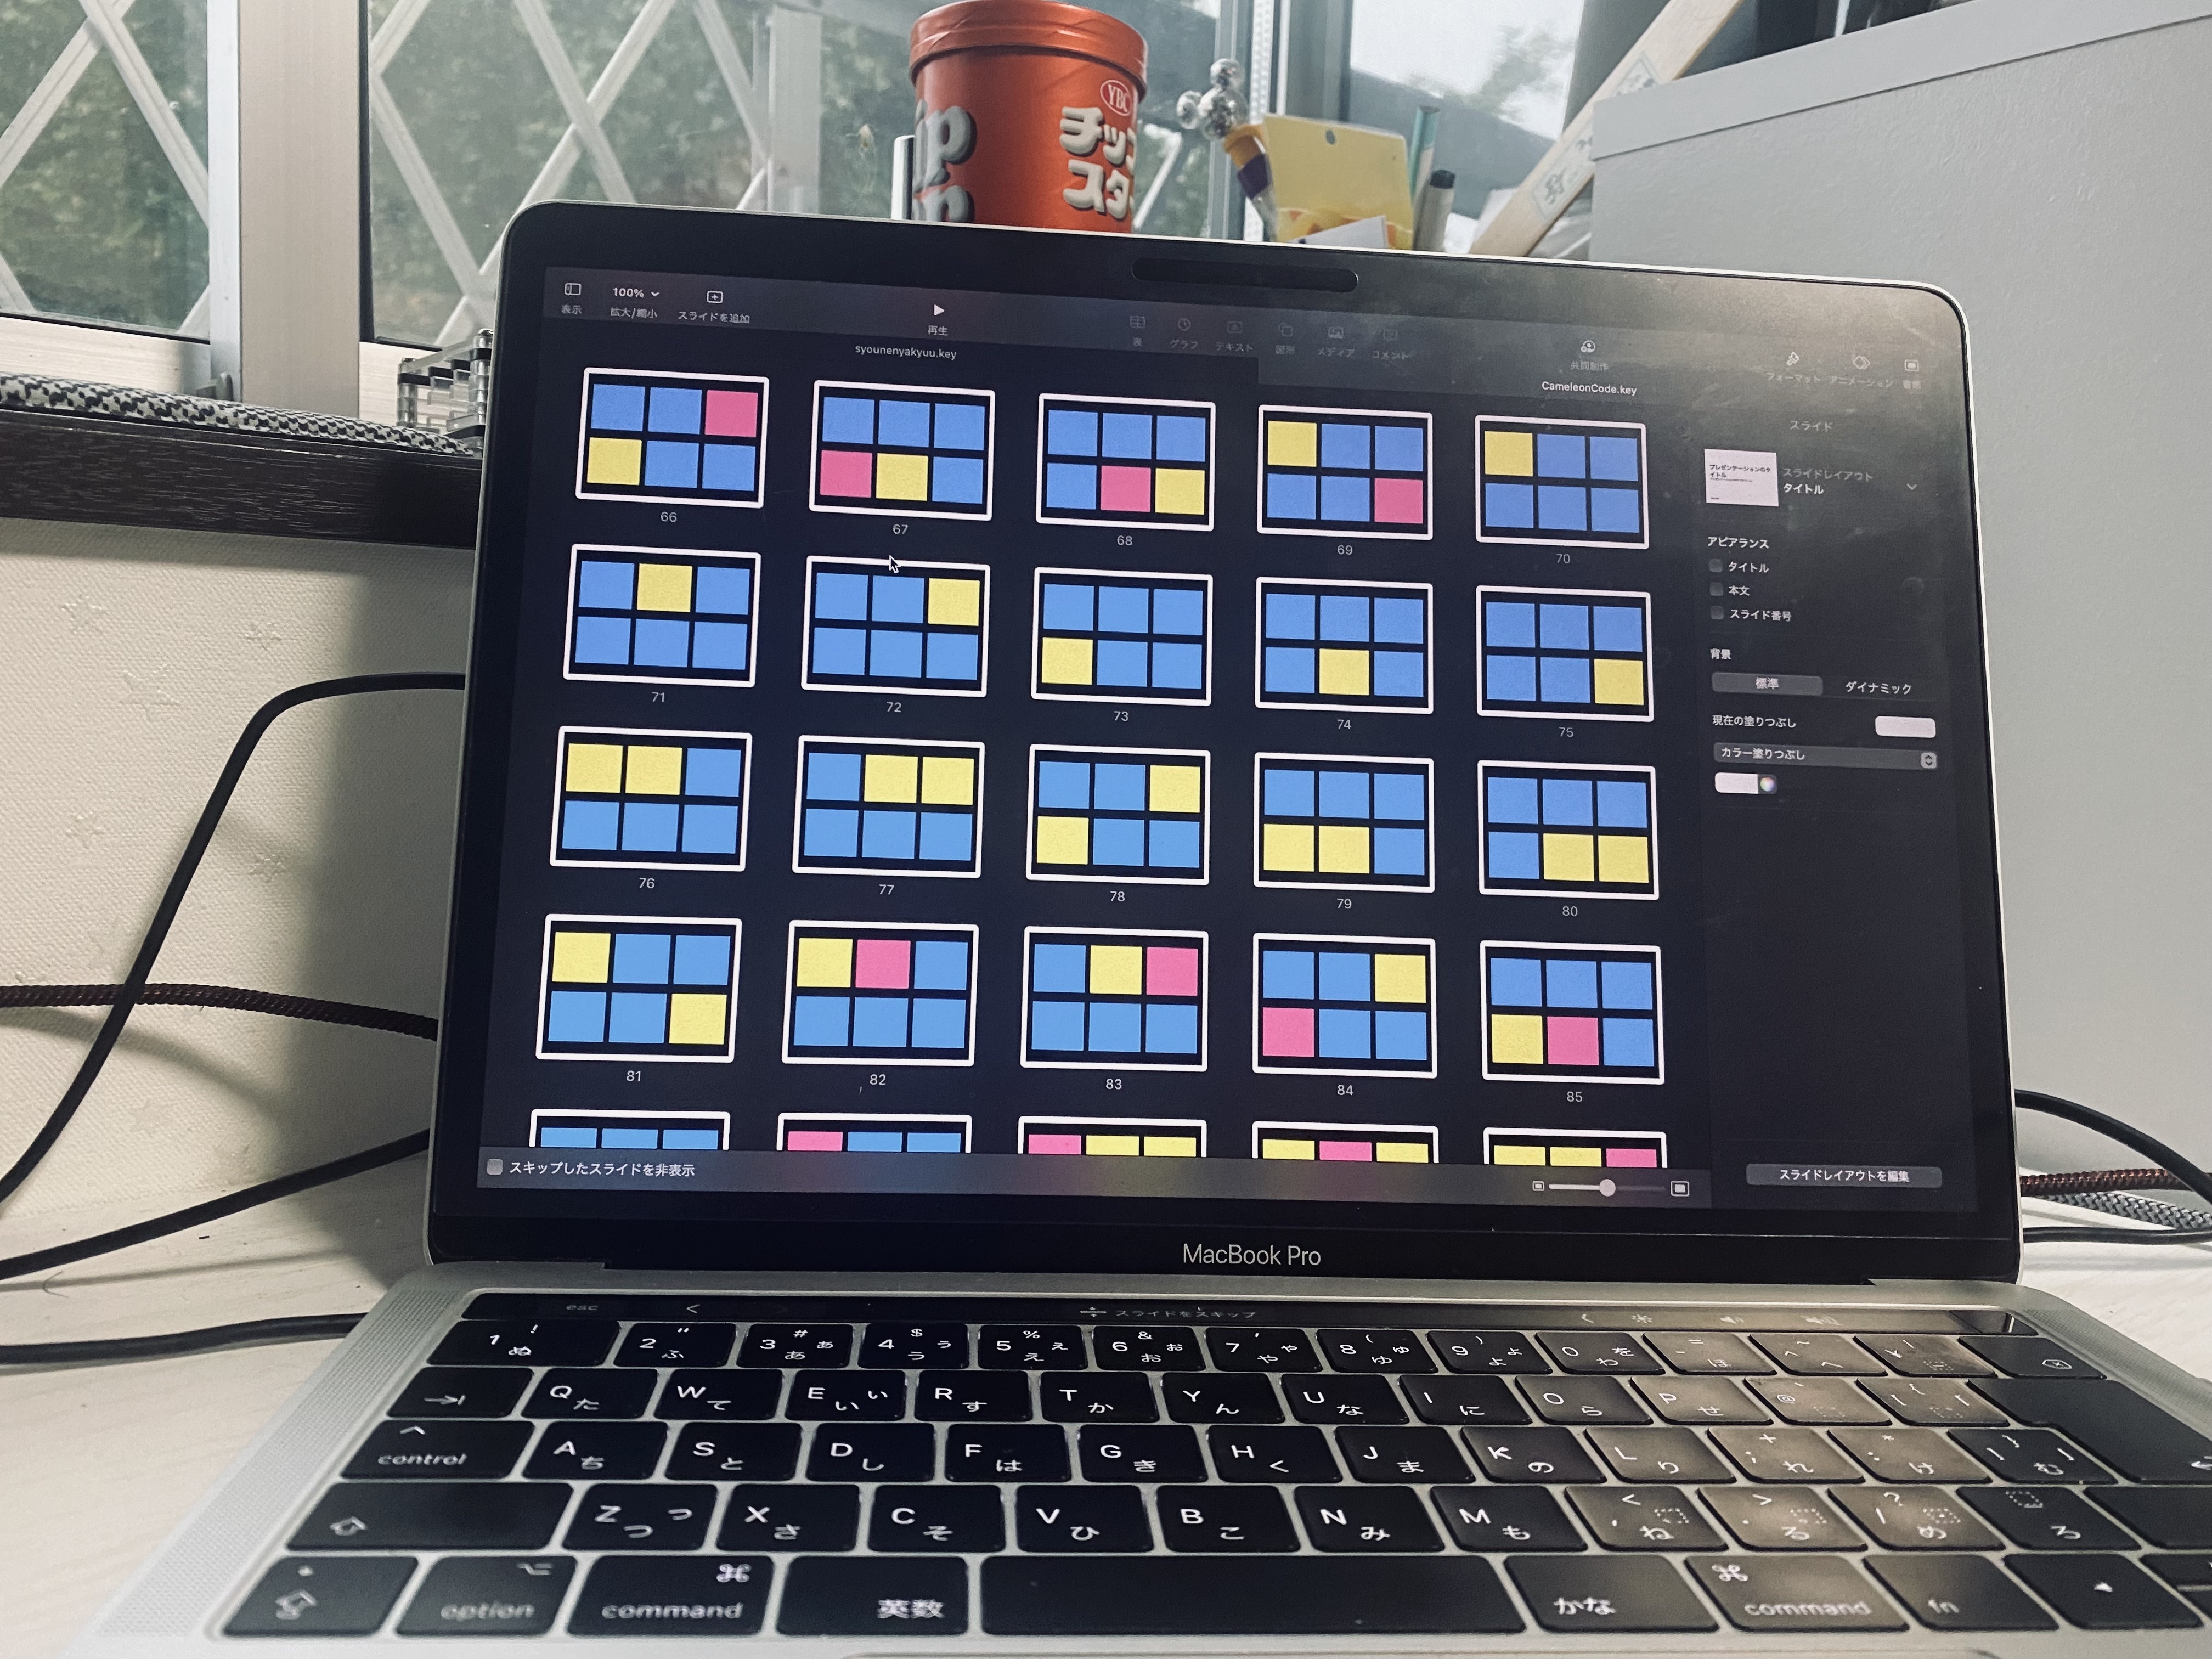 YBC
チッ
スタ
ip
表示
100%
拡大/縮小
スライドを追加
再生
表
グラフ
テキスト
図形
メディア
コメント
共同制作
フォーマット
アニメーション
書類
syounenyakyuu.key
CameleonCode.key
66
67
68
69
70
71
72
73
74
75
76
77
78
79
80
81
82
83
84
85
スキップしたスライドを非表示
スライド
プレゼンテーションのタ
イトル
スライドレイアウト
タイトル
アピアランス
タイトル
本文
スライド番号
背景
標準
ダイナミック
現在の塗りつぶし
カラー塗りつぶし
スライドレイアウトを編集
MacBook Pro
esc
スライドをスキップ
1 ! ぬ
2 " ふ
3 # あ ぁ
4 $ う ぅ
5 % え ぇ
6 & お ぉ
7 ' や ゃ
8 ( ゆ ゅ
9 ) よ ょ
0 わ を
- = ほ
^ ~ へ
¥ |
Q た
W て
E い ぃ
R す
T か
Y ん
U な
I に
O ら
P せ
@ `
[ {
control
A ち
S と
D し
F は
G き
H く
J ま
K の
L り
; + れ
: * け
] } む
Z つ っ
X さ
C そ
V ひ
B こ
N み
M も
, < ね
. > る
/ ? め
ろ
option
command
英数
かな
command
fn